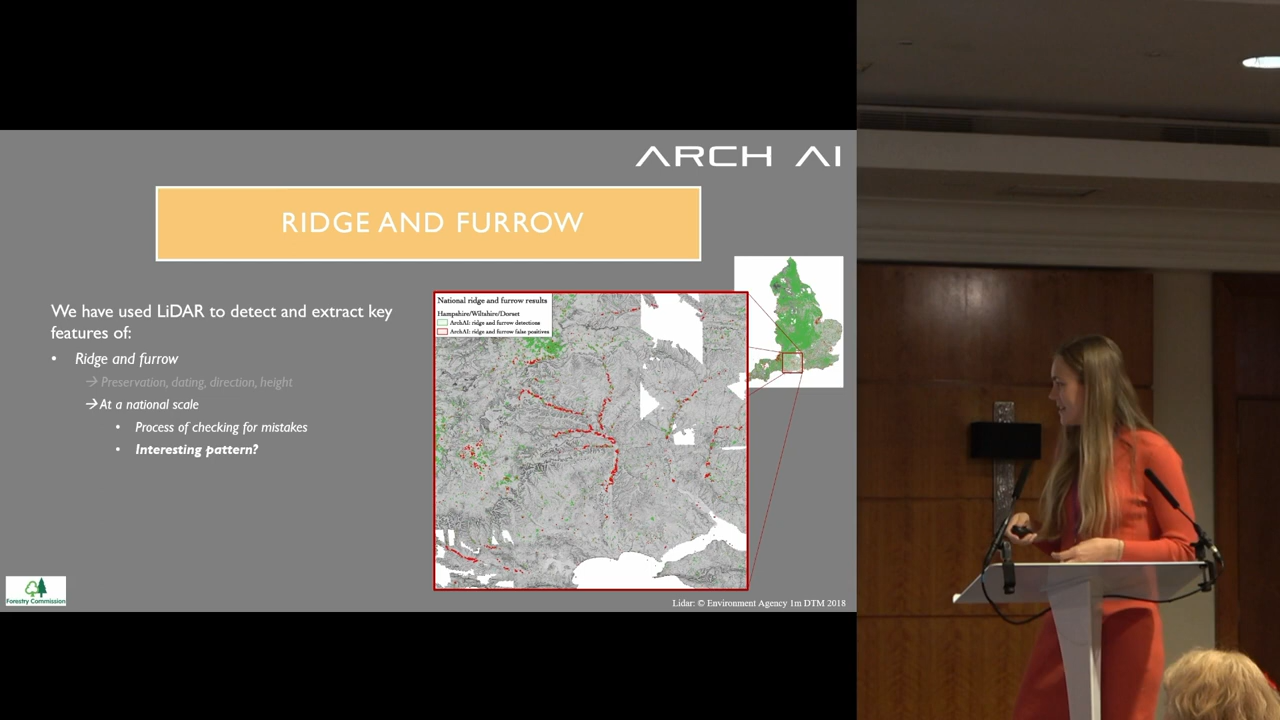 ARCH AI
RIDGE AND FURROW
We have used LiDAR to detect and extract key
features of:
• Ridge and furrow
→ Preservation, dating, direction, height
→ At a national scale
• Process of checking for mistakes
• Interesting pattern?
National ridge and furrow results
Hampshire/Wiltshire/Dorset
ArchAI: ridge and furrow detections
ArchAI: ridge and furrow false positives
Forestry Commission
Lidar: © Environment Agency 1m DTM 2018